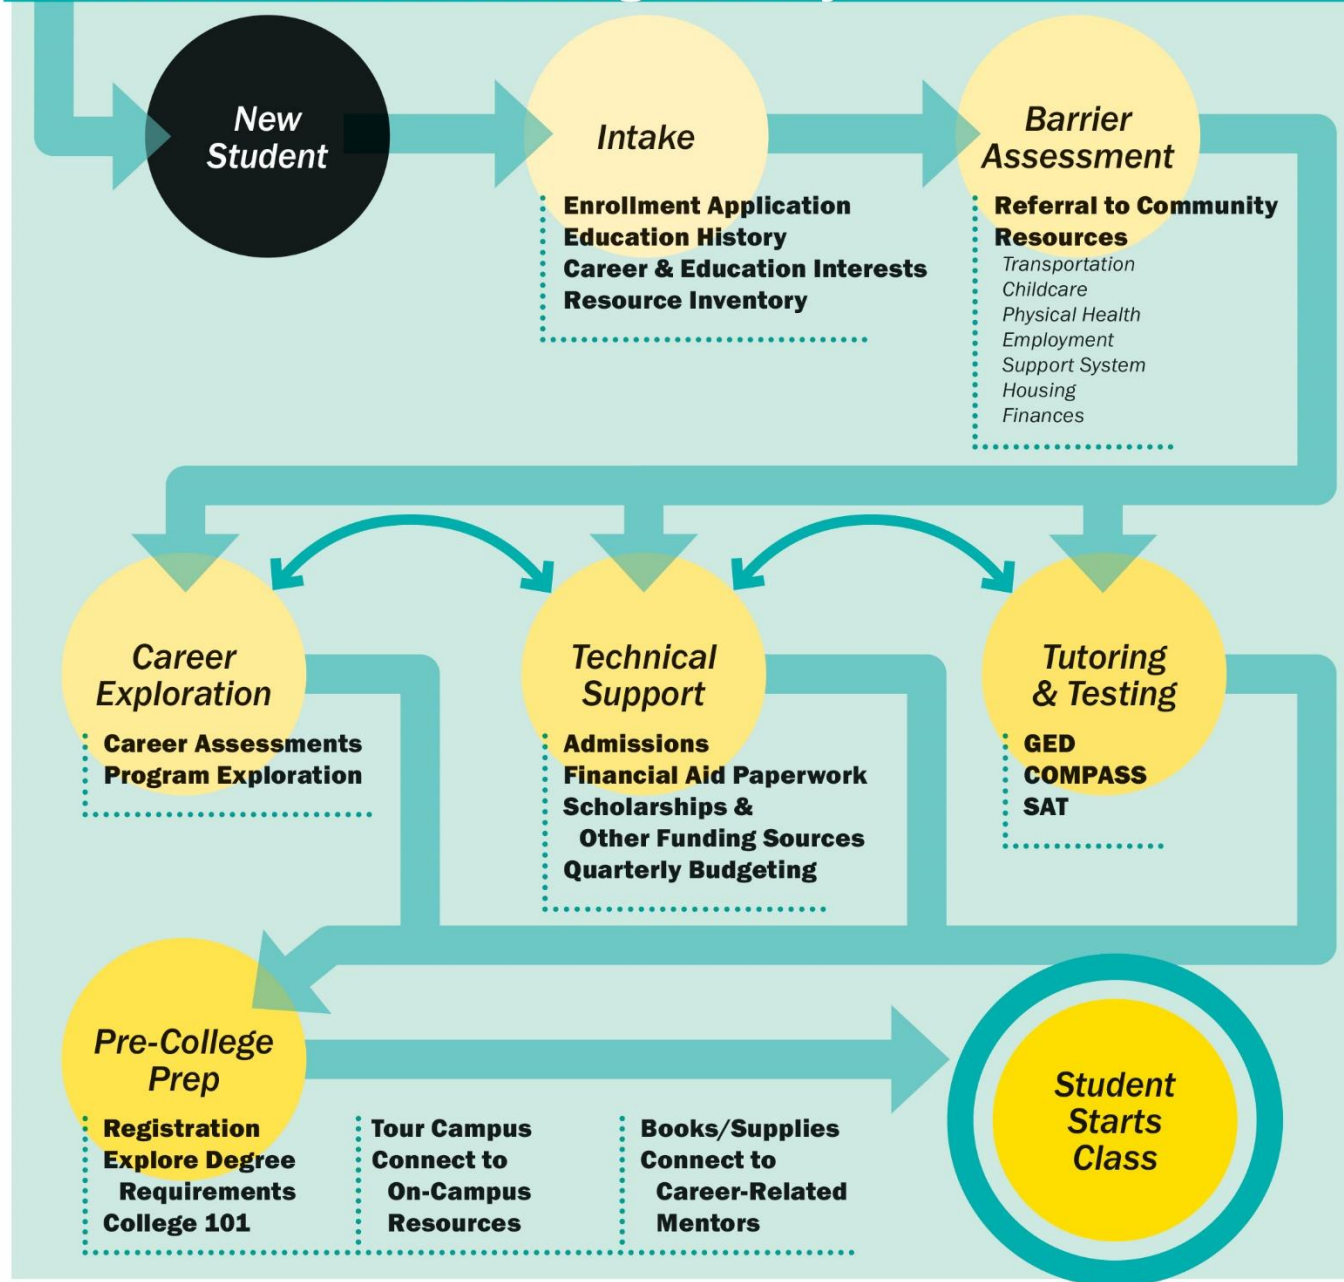 New
Student
Intake
Enrollment Application
Education History
Career & Education Interests
Resource Inventory
Barrier
Assessment
Referral to Community
Resources
Transportation
Childcare
Physical Health
Employment
Support System
Housing
Finances
Career
Exploration
Career Assessments
Program Exploration
Technical
Support
Admissions
Financial Aid Paperwork
Scholarships &
Other Funding Sources
Quarterly Budgeting
Tutoring
& Testing
GED
COMPASS
SAT
Pre-College
Prep
Registration
Explore Degree
Requirements
College 101
Tour Campus
Connect to
On-Campus
Resources
Books/Supplies
Connect to
Career-Related
Mentors
Student
Starts
Class